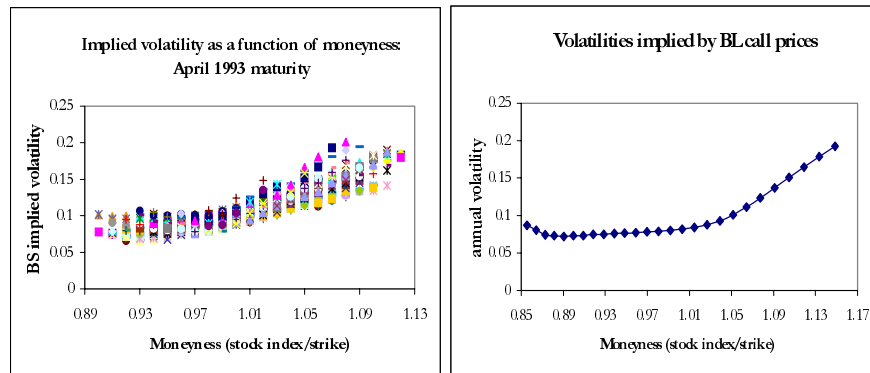 Implied volatility as a function of moneyness:
April 1993 maturity
BS implied volatility
0.25
0.2
0.15
0.1
0.05
0
0.89 0.93 0.97 1.01 1.05 1.09 1.13
Moneyness (stock index/strike)
Volatilities implied by BL call prices
annual volatility
0.25
0.2
0.15
0.1
0.05
0
0.85 0.89 0.93 0.97 1.01 1.05 1.09 1.13 1.17
Moneyness (stock index/strike)